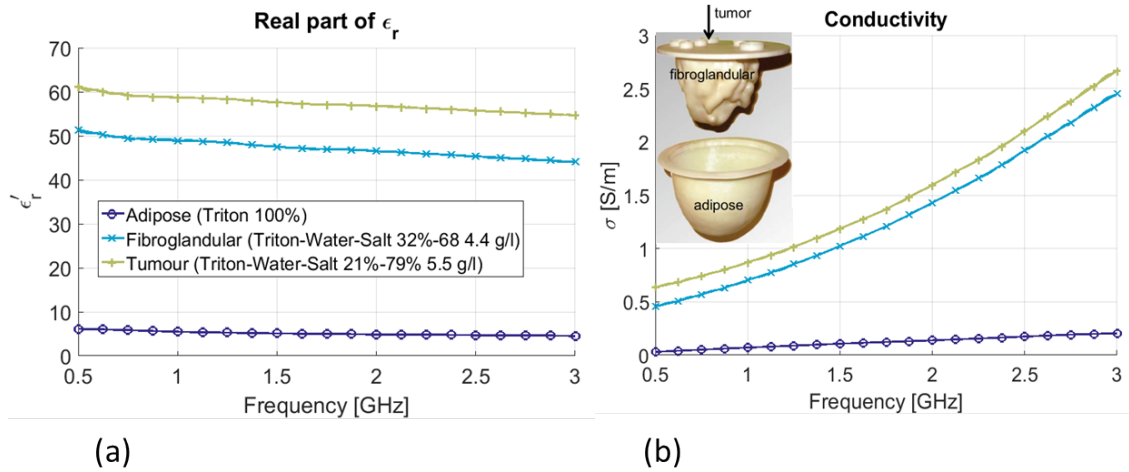 Real part of ϵr
70
60
50
40
30
20
10
0
ϵ′r
Adipose (Triton 100%)
Fibroglandular (Triton-Water-Salt 32%-68 4.4 g/l)
Tumour (Triton-Water-Salt 21%-79% 5.5 g/l)
0.5 1 1.5 2 2.5 3
Frequency [GHz]
(a)
Conductivity
tumor
fibroglandular
adipose
3
2.5
2
1.5
1
0.5
0
σ [S/m]
0.5 1 1.5 2 2.5 3
Frequency [GHz]
(b)